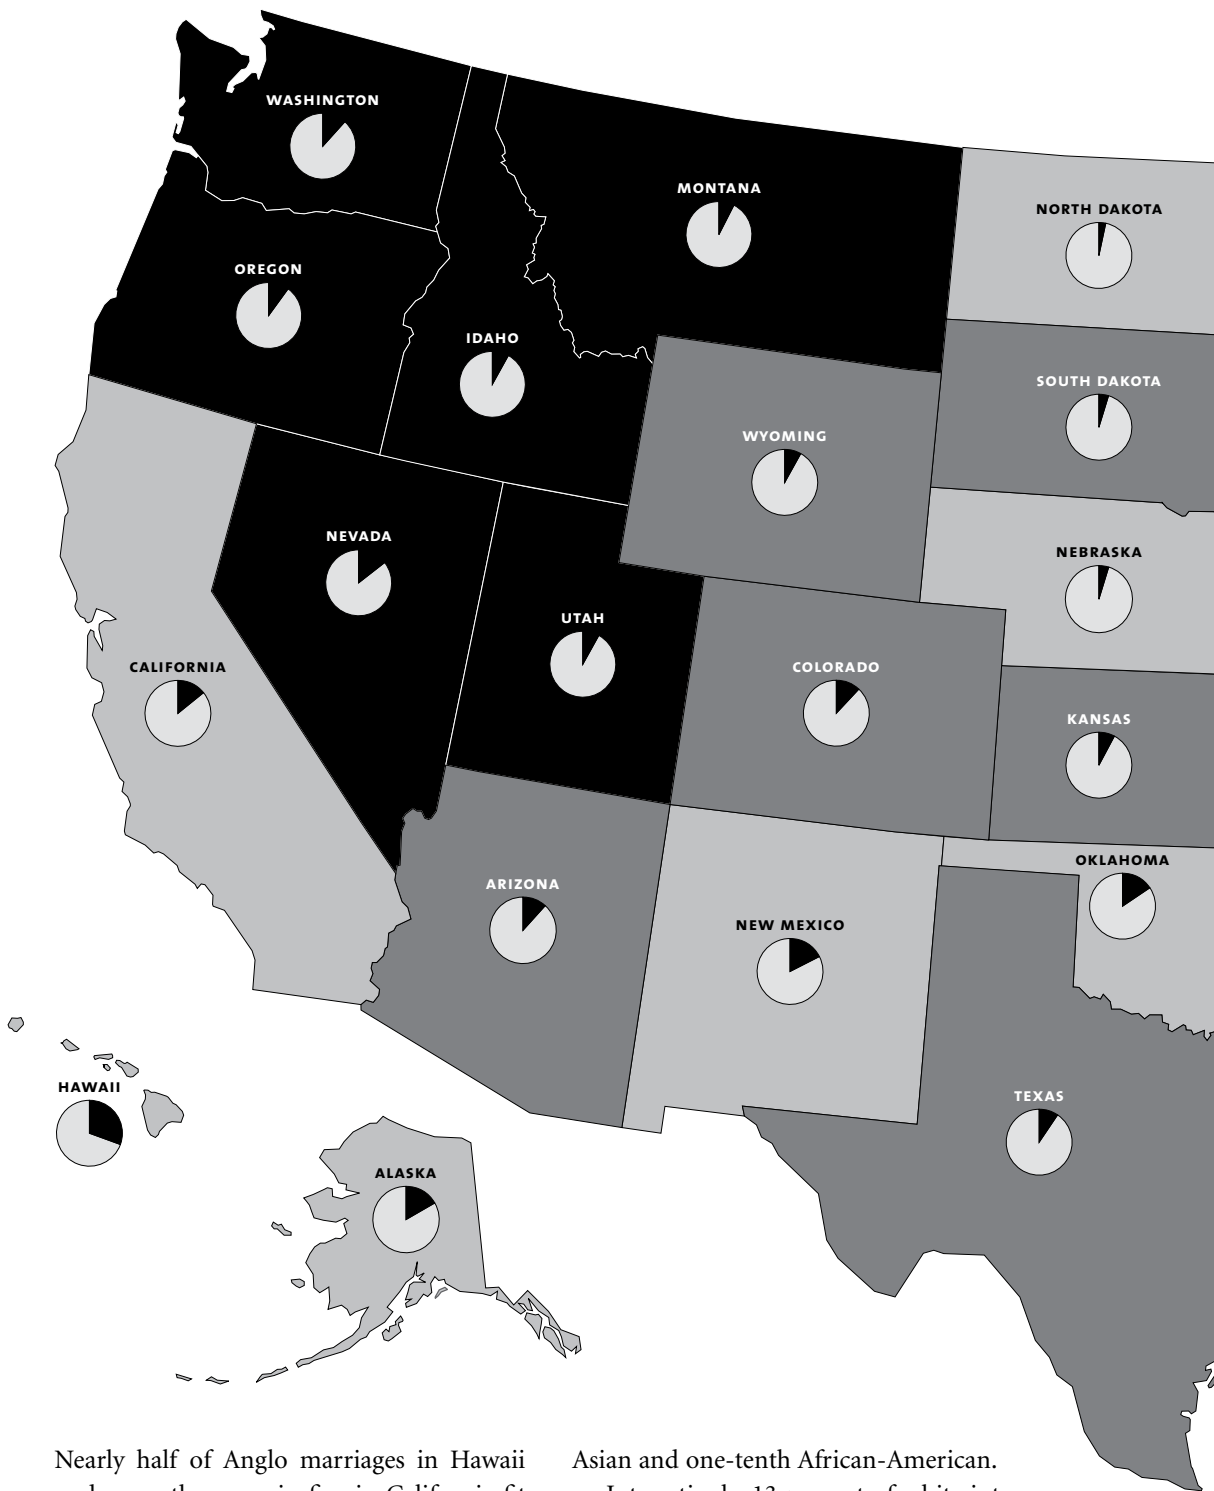 WASHINGTON
MONTANA
NORTH DAKOTA
OREGON
IDAHO
SOUTH DAKOTA
WYOMING
NEVADA
NEBRASKA
UTAH
CALIFORNIA
COLORADO
KANSAS
OKLAHOMA
ARIZONA
NEW MEXICO
HAWAII
TEXAS
ALASKA
Nearly half of Anglo marriages in Hawaii
Asian and one-tenth African-American.